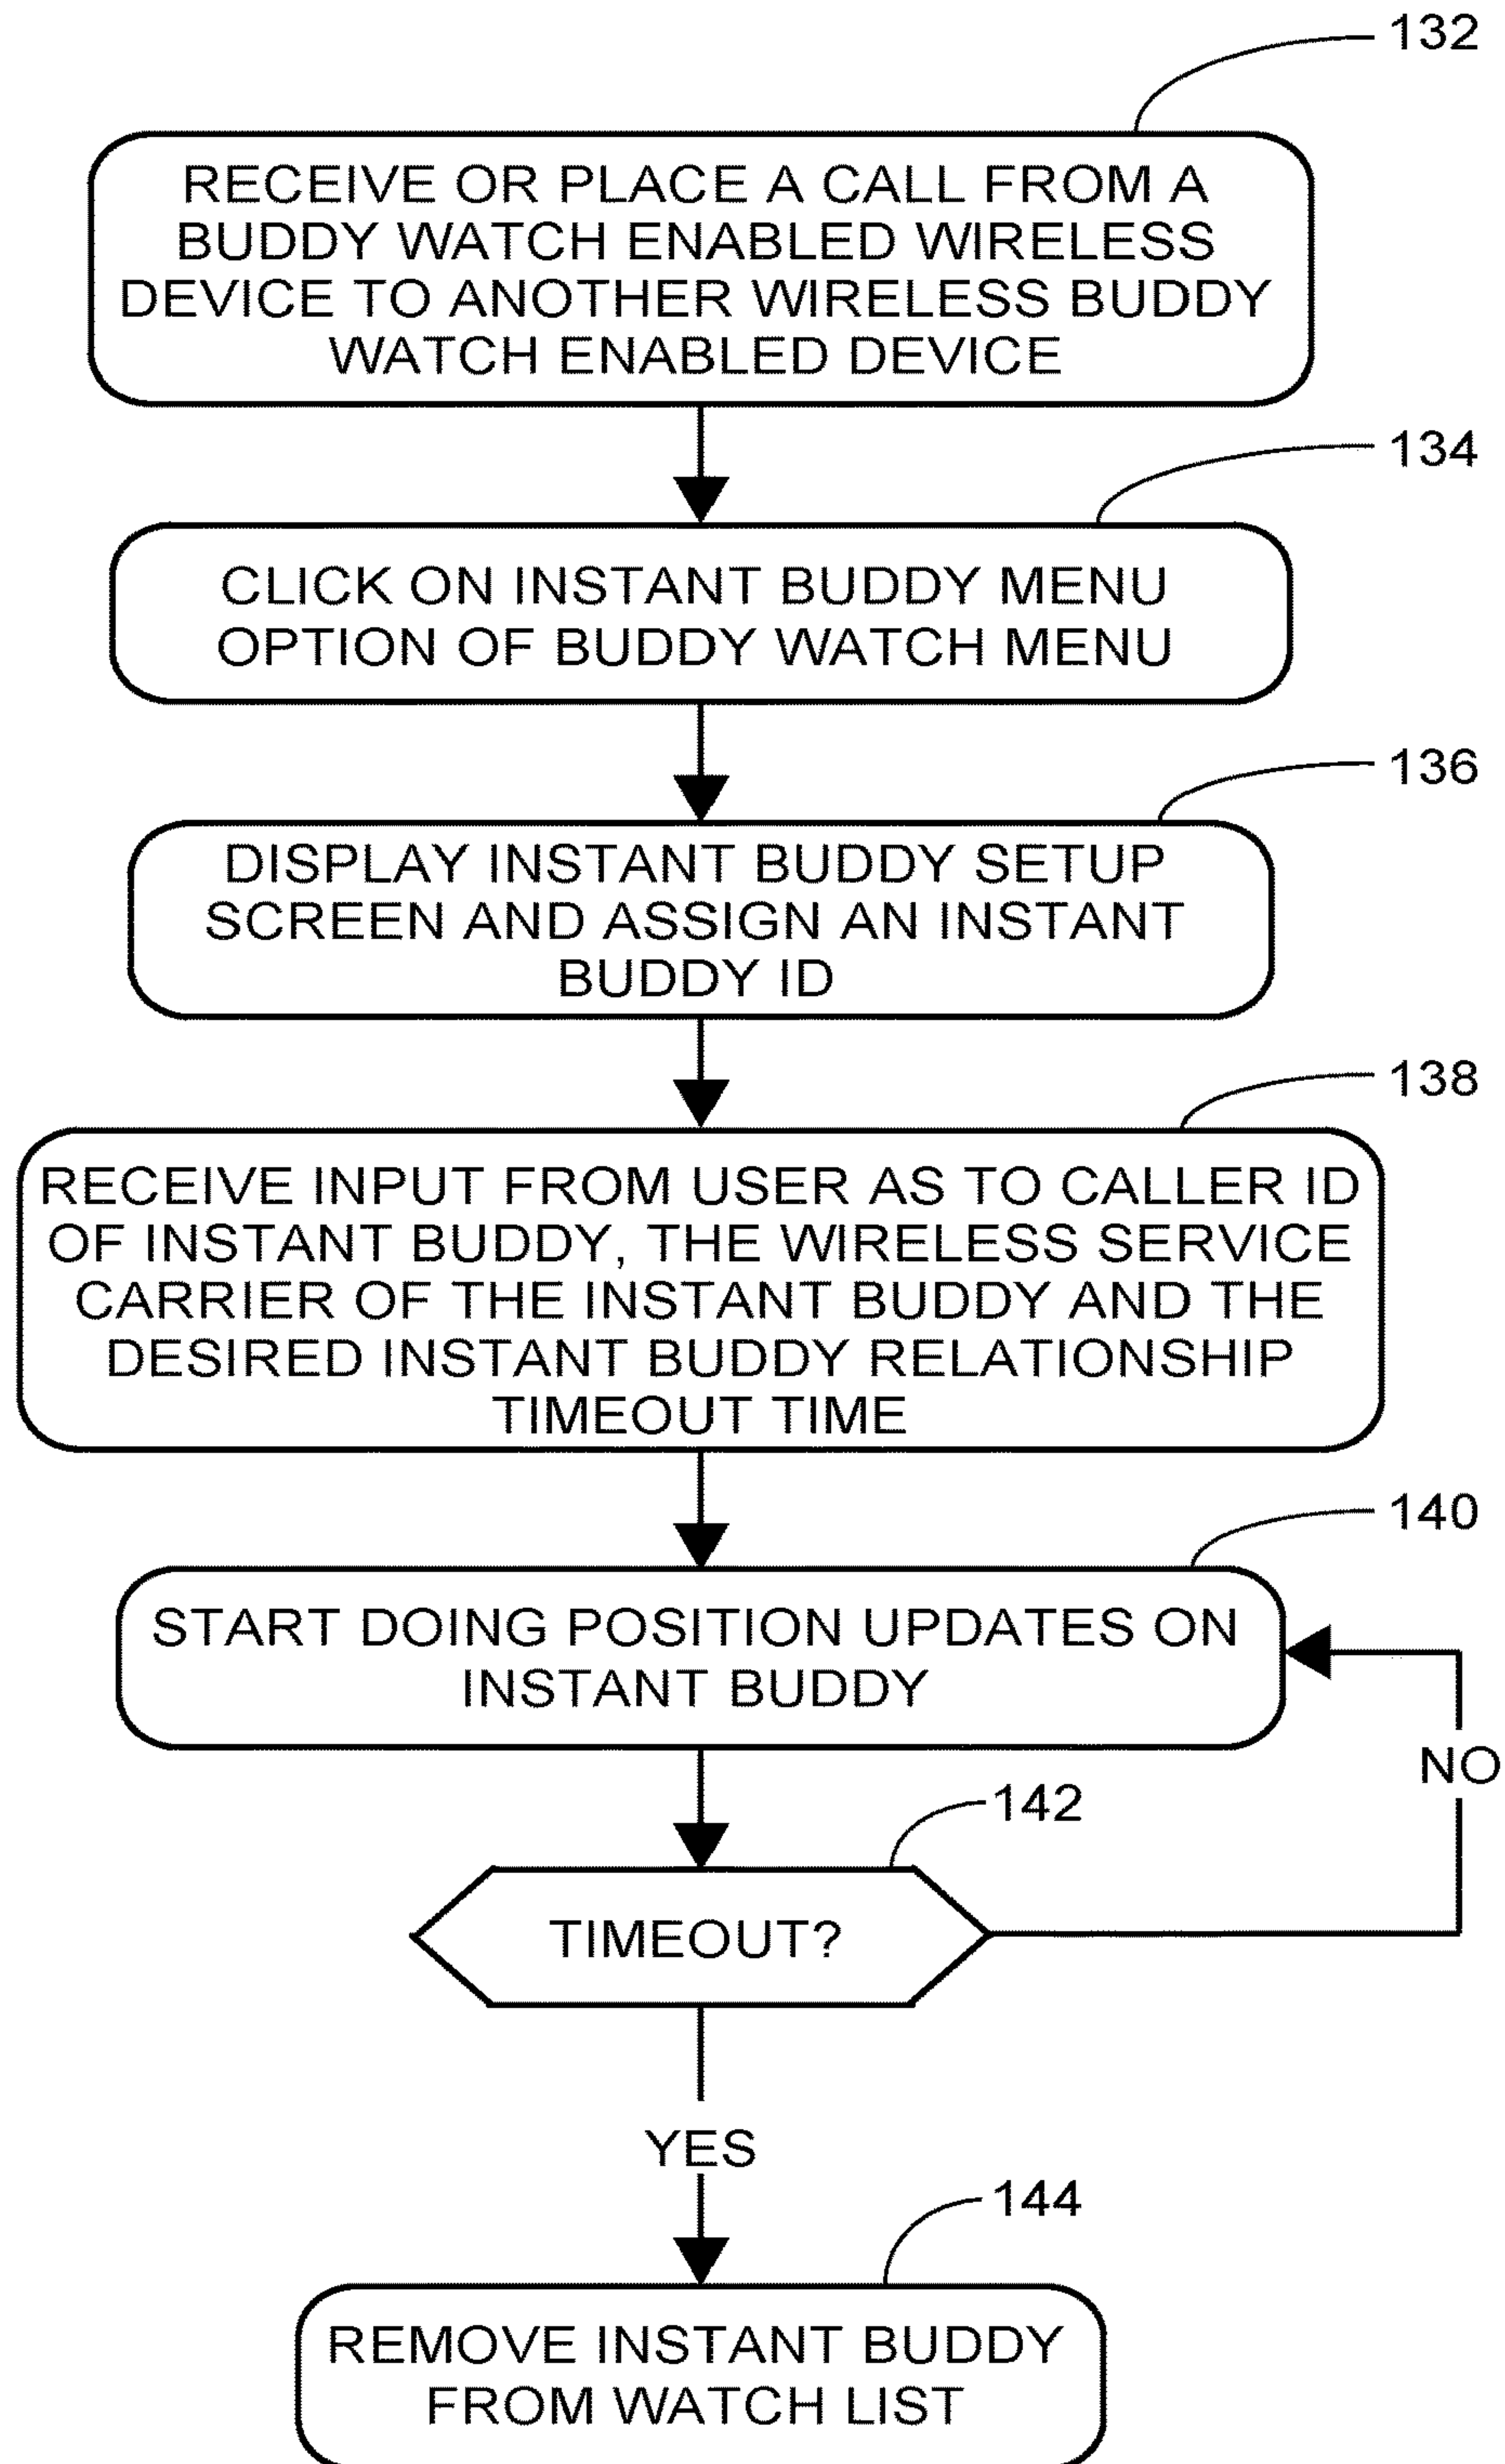 132
RECEIVE OR PLACE A CALL FROM A
BUDDY WATCH ENABLED WIRELESS
DEVICE TO ANOTHER WIRELESS BUDDY
WATCH ENABLED DEVICE
134
CLICK ON INSTANT BUDDY MENU
OPTION OF BUDDY WATCH MENU
136
DISPLAY INSTANT BUDDY SETUP
SCREEN AND ASSIGN AN INSTANT
BUDDY ID
138
RECEIVE INPUT FROM USER AS TO CALLER ID
OF INSTANT BUDDY, THE WIRELESS SERVICE
CARRIER OF THE INSTANT BUDDY AND THE
DESIRED INSTANT BUDDY RELATIONSHIP
TIMEOUT TIME
140
START DOING POSITION UPDATES ON
INSTANT BUDDY
NO
142
TIMEOUT?
YES
144
REMOVE INSTANT BUDDY
FROM WATCH LIST